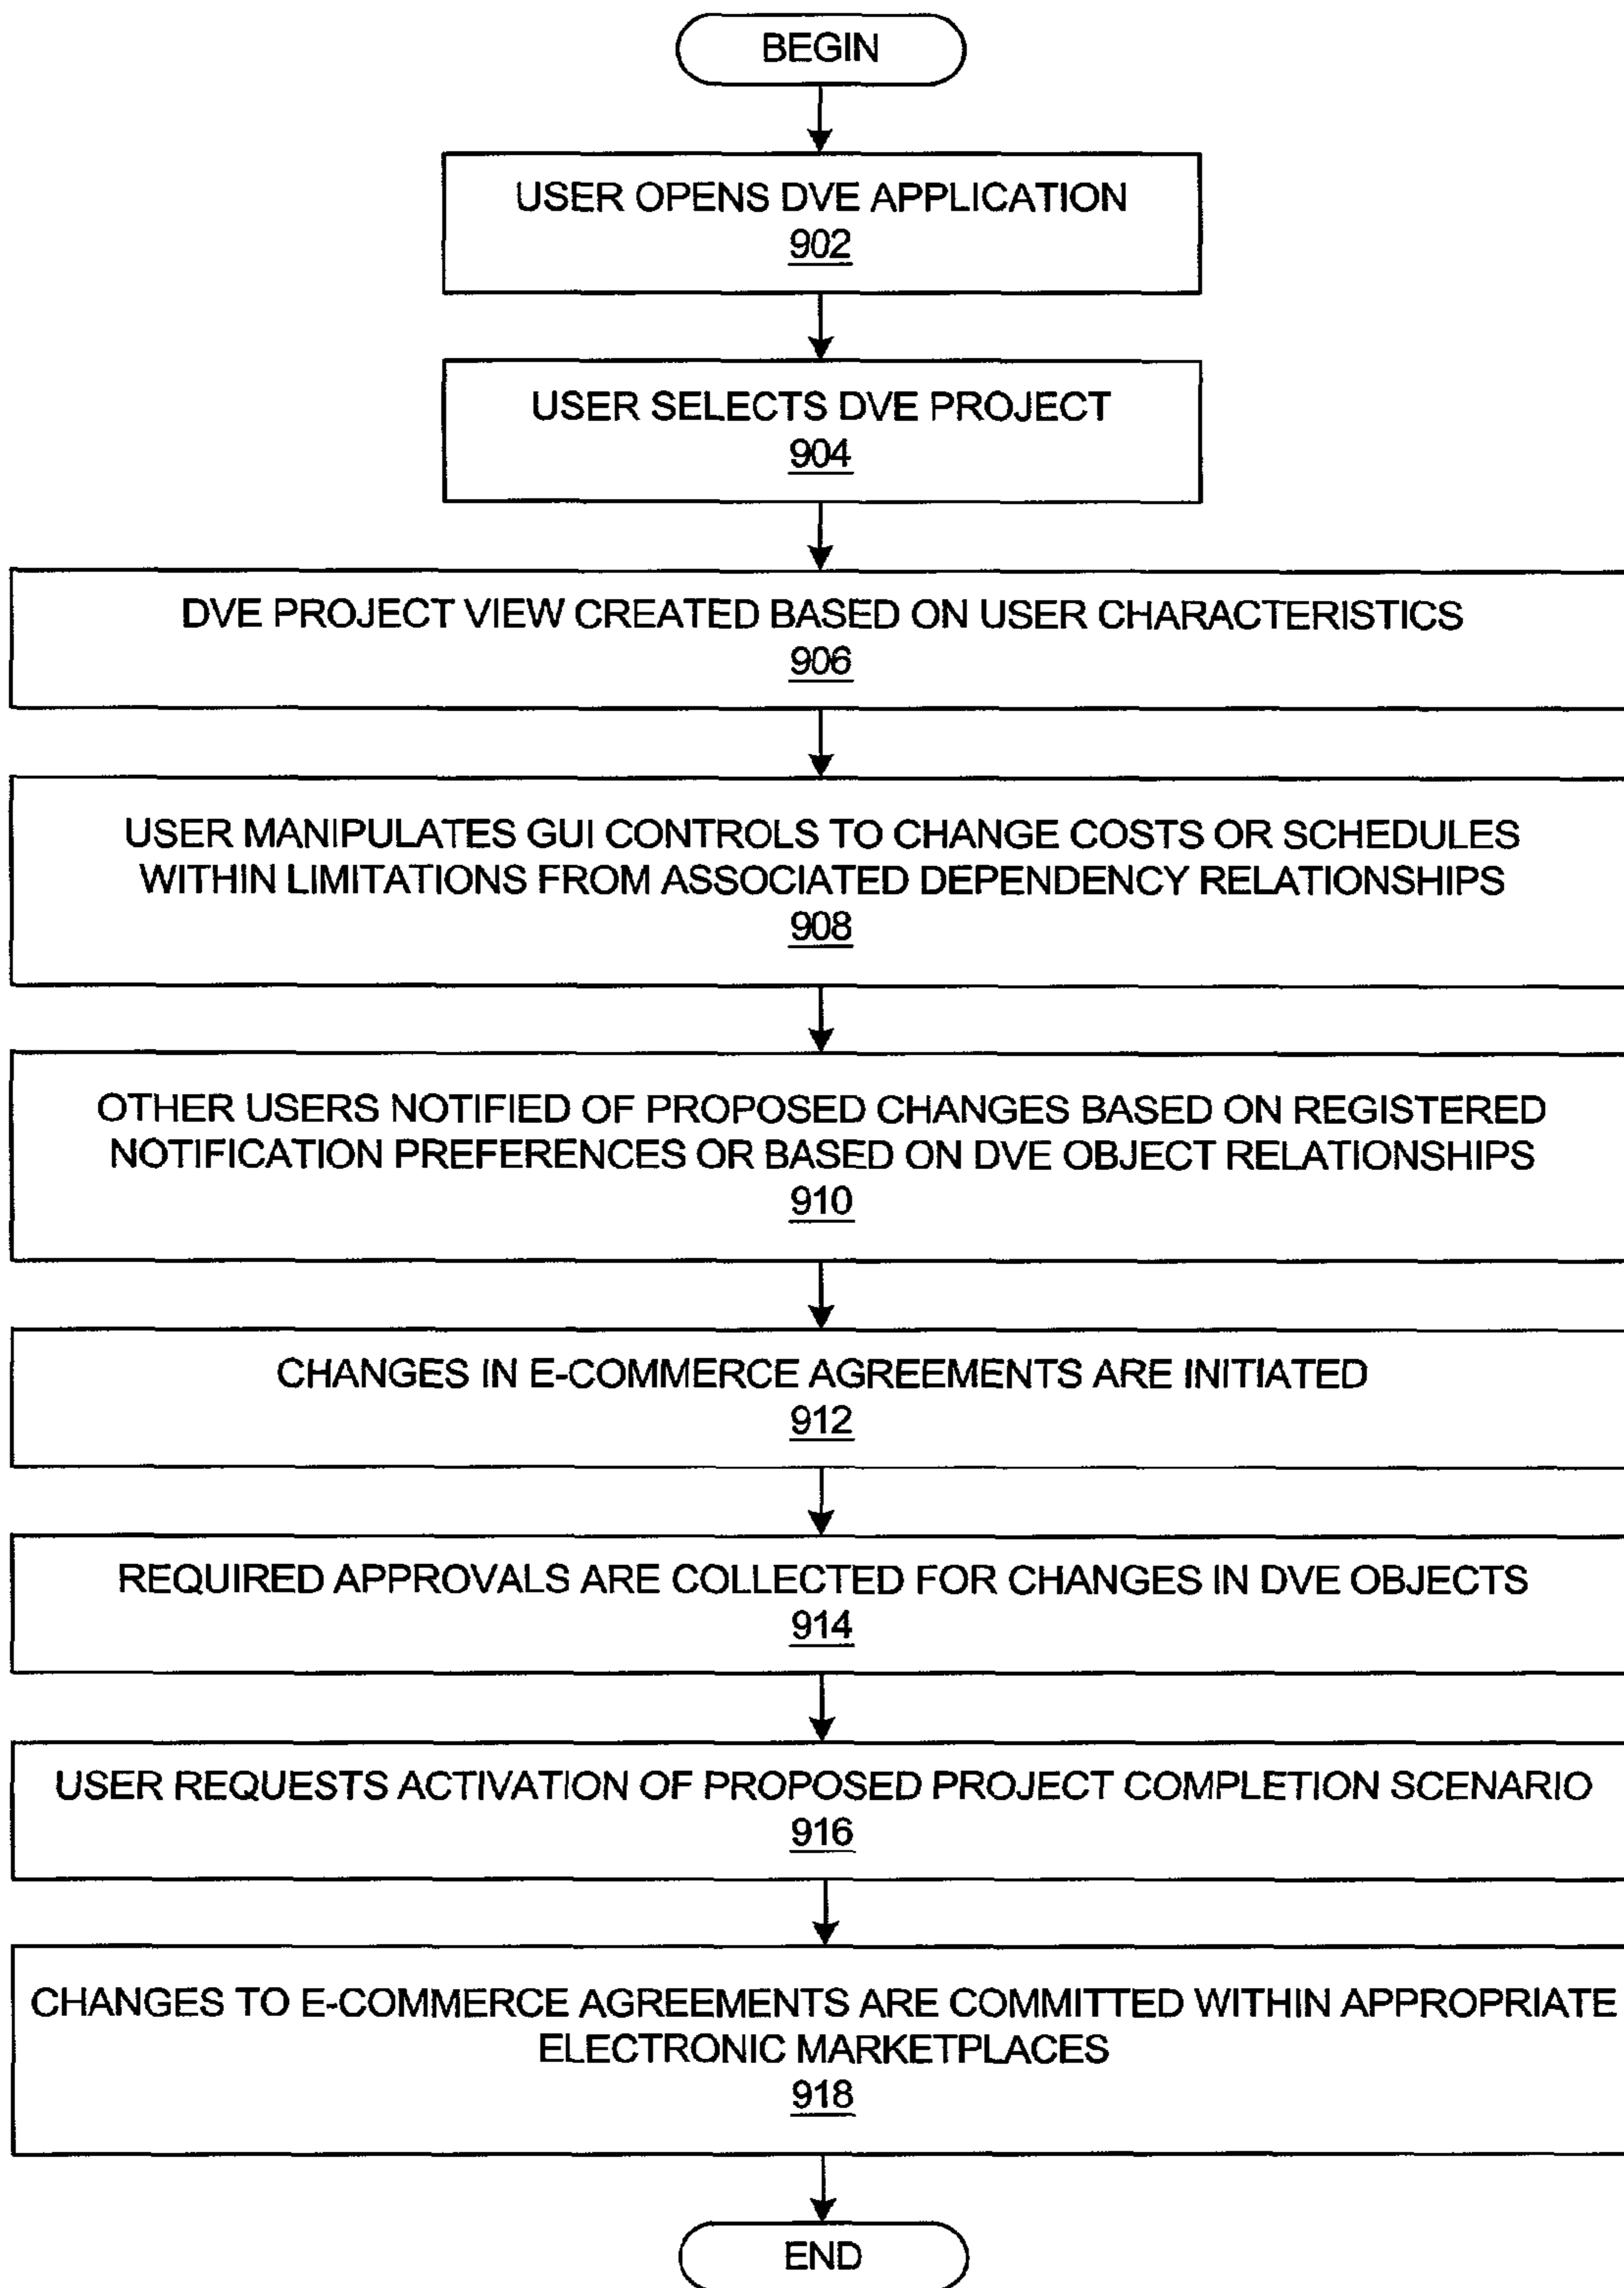 BEGIN
USER OPENS DVE APPLICATION
902
USER SELECTS DVE PROJECT
904
DVE PROJECT VIEW CREATED BASED ON USER CHARACTERISTICS
906
USER MANIPULATES GUI CONTROLS TO CHANGE COSTS OR SCHEDULES
WITHIN LIMITATIONS FROM ASSOCIATED DEPENDENCY RELATIONSHIPS
908
OTHER USERS NOTIFIED OF PROPOSED CHANGES BASED ON REGISTERED
NOTIFICATION PREFERENCES OR BASED ON DVE OBJECT RELATIONSHIPS
910
CHANGES IN E-COMMERCE AGREEMENTS ARE INITIATED
912
REQUIRED APPROVALS ARE COLLECTED FOR CHANGES IN DVE OBJECTS
914
USER REQUESTS ACTIVATION OF PROPOSED PROJECT COMPLETION SCENARIO
916
CHANGES TO E-COMMERCE AGREEMENTS ARE COMMITTED WITHIN APPROPRIATE
ELECTRONIC MARKETPLACES
918
END